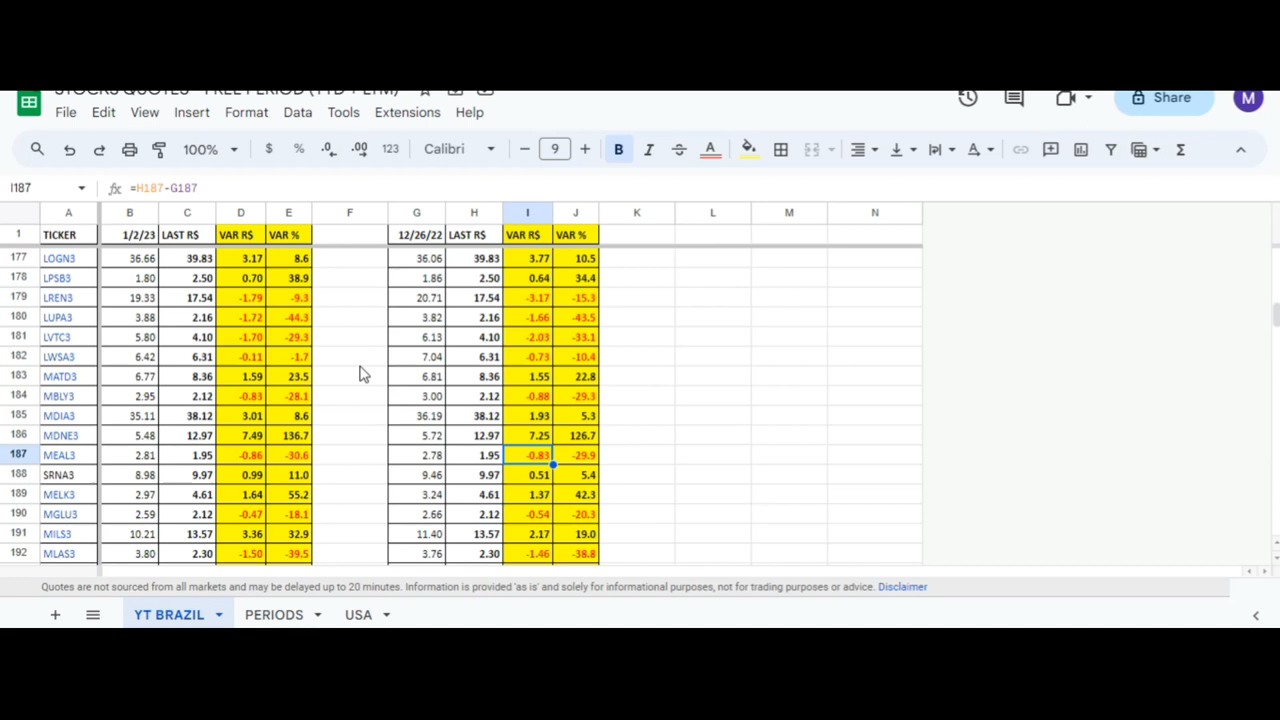 STOCKS QUOTES - FREE PERIOD (YTD + LTM)
File Edit View Insert Format Data Tools Extensions Help
Share M
100% $ % .0 .00 123 Calibri 9 B I A
I187 fx =H187-G187
A B C D E F G H I J K L M N
1 TICKER 1/2/23 LAST R$ VAR R$ VAR % 12/26/22 LAST R$ VAR R$ VAR %
177 LOGN3 36.66 39.83 3.17 8.6 36.06 39.83 3.77 10.5
178 LPSB3 1.80 2.50 0.70 38.9 1.86 2.50 0.64 34.4
179 LREN3 19.33 17.54 -1.79 -9.3 20.71 17.54 -3.17 -15.3
180 LUPA3 3.88 2.16 -1.72 -44.3 3.82 2.16 -1.66 -43.5
181 LVTC3 5.80 4.10 -1.70 -29.3 6.13 4.10 -2.03 -33.1
182 LWSA3 6.42 6.31 -0.11 -1.7 7.04 6.31 -0.73 -10.4
183 MATD3 6.77 8.36 1.59 23.5 6.81 8.36 1.55 22.8
184 MBLY3 2.95 2.12 -0.83 -28.1 3.00 2.12 -0.88 -29.3
185 MDIA3 35.11 38.12 3.01 8.6 36.19 38.12 1.93 5.3
186 MDNE3 5.48 12.97 7.49 136.7 5.72 12.97 7.25 126.7
187 MEAL3 2.81 1.95 -0.86 -30.6 2.78 1.95 -0.83 -29.9
188 SRNA3 8.98 9.97 0.99 11.0 9.46 9.97 0.51 5.4
189 MELK3 2.97 4.61 1.64 55.2 3.24 4.61 1.37 42.3
190 MGLU3 2.59 2.12 -0.47 -18.1 2.66 2.12 -0.54 -20.3
191 MILS3 10.21 13.57 3.36 32.9 11.40 13.57 2.17 19.0
192 MLAS3 3.80 2.30 -1.50 -39.5 3.76 2.30 -1.46 -38.8
Quotes are not sourced from all markets and may be delayed up to 20 minutes. Information is provided 'as is' and solely for informational purposes, not for trading purposes or advice. Disclaimer
YT BRAZIL PERIODS USA